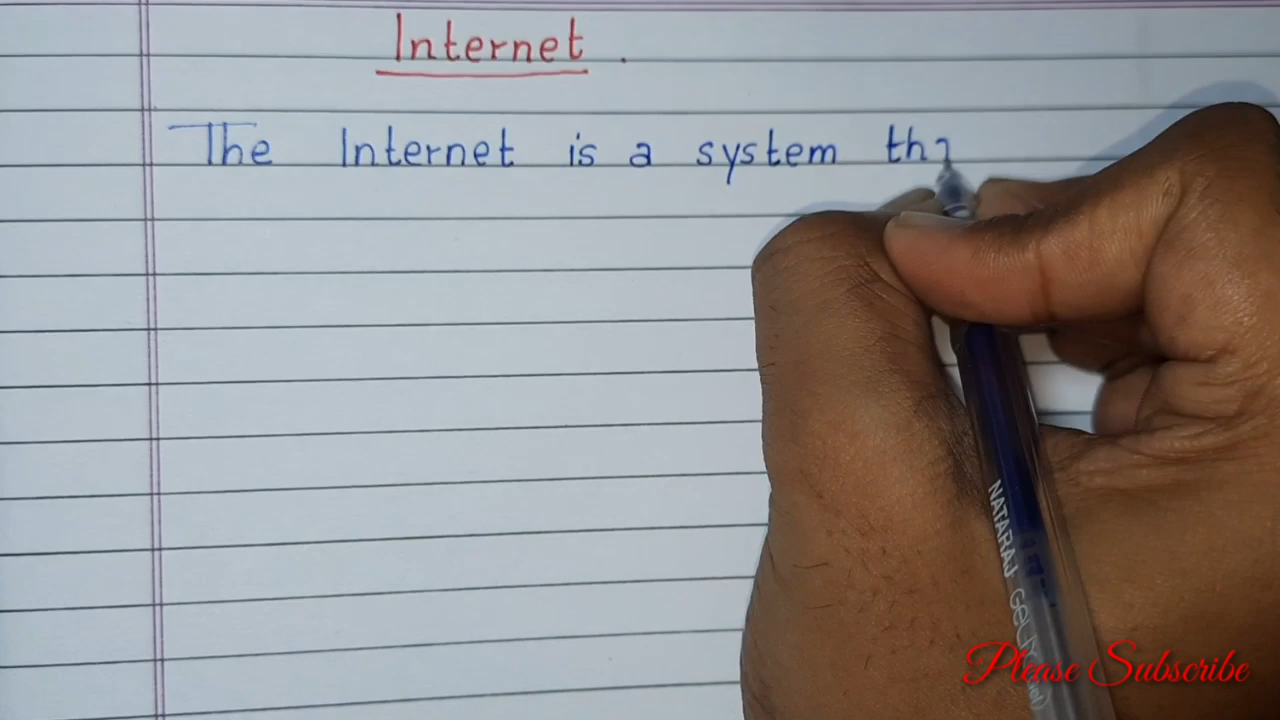 Internet .
The Internet is a system th
NATARAJ
Please Subscribe